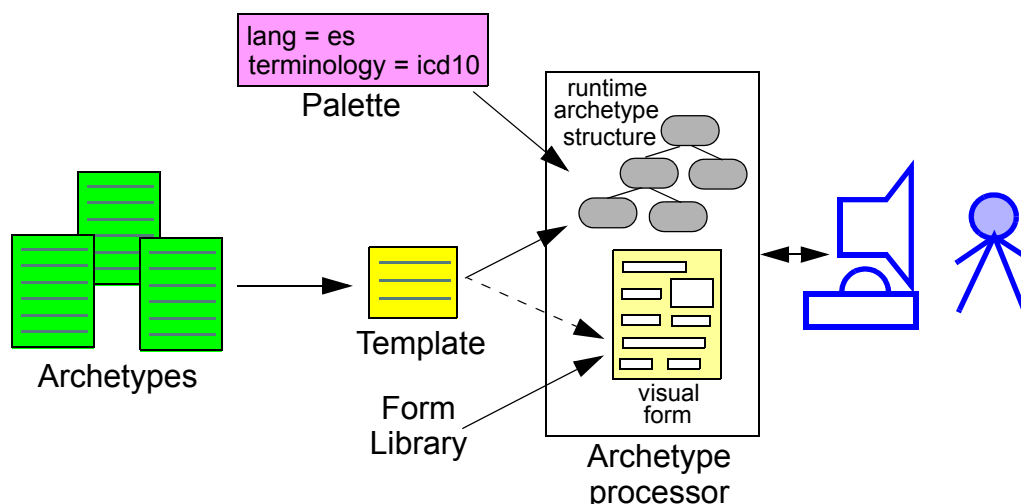 lang = es
terminology = icd10
Palette
runtime
archetype
structure
Archetypes
Template
Form
Library
visual
form
Archetype
processor